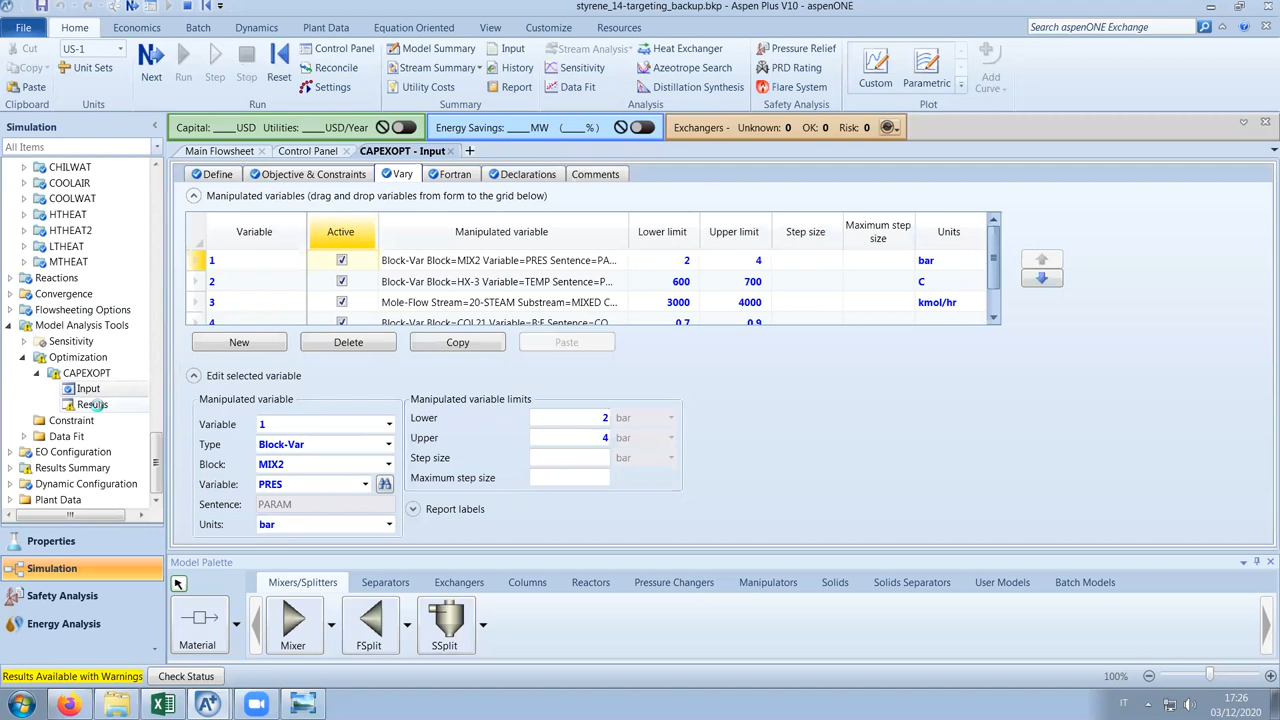 styrene_14-targeting_backup.bkp - Aspen Plus V10 - aspenONE
File Home Economics Batch Dynamics Plant Data Equation Oriented View Customize Resources Search aspenONE Exchange
Cut US-1 Control Panel Model Summary Input Stream Analysis Heat Exchanger Pressure Relief
Copy Unit Sets Next Run Step Stop Reset Reconcile Stream Summary History Sensitivity Azeotrope Search PRD Rating Custom Parametric Add Curve
Paste Settings Utility Costs Report Data Fit Distillation Synthesis Flare System
Clipboard Units Run Summary Analysis Safety Analysis Plot
Simulation
Capital: ____USD Utilities: ____USD/Year Energy Savings: ____MW (____%) Exchangers - Unknown: 0 OK: 0 Risk: 0
All Items
Main Flowsheet Control Panel CAPEXOPT - Input +
CHILWAT
COOLAIR
COOLWAT
HTHEAT
HTHEAT2
LTHEAT
MTHEAT
Reactions
Convergence
Flowsheeting Options
Model Analysis Tools
Sensitivity
Optimization
CAPEXOPT
Input
Results
Constraint
Data Fit
EO Configuration
Results Summary
Dynamic Configuration
Plant Data
Properties
Simulation
Safety Analysis
Energy Analysis
Define Objective & Constraints Vary Fortran Declarations Comments
Manipulated variables (drag and drop variables from form to the grid below)
Variable Active Manipulated variable Lower limit Upper limit Step size Maximum step size Units
1 Block-Var Block=MIX2 Variable=PRES Sentence=PA... 2 4 bar
2 Block-Var Block=HX-3 Variable=TEMP Sentence=P... 600 700 C
3 Mole-Flow Stream=20-STEAM Substream=MIXED C... 3000 4000 kmol/hr
4 Block-Var Block=COL21 Variable=B:F Sentence=CO... 0.7 0.9
New Delete Copy Paste
Edit selected variable
Manipulated variable Manipulated variable limits
Variable 1 Lower 2 bar
Type Block-Var Upper 4 bar
Block: MIX2 Step size bar
Variable: PRES Maximum step size
Sentence: PARAM Report labels
Units: bar
Model Palette
Mixers/Splitters Separators Exchangers Columns Reactors Pressure Changers Manipulators Solids Solids Separators User Models Batch Models
Material Mixer FSplit SSplit
Results Available with Warnings Check Status 100%
IT 17:26
03/12/2020